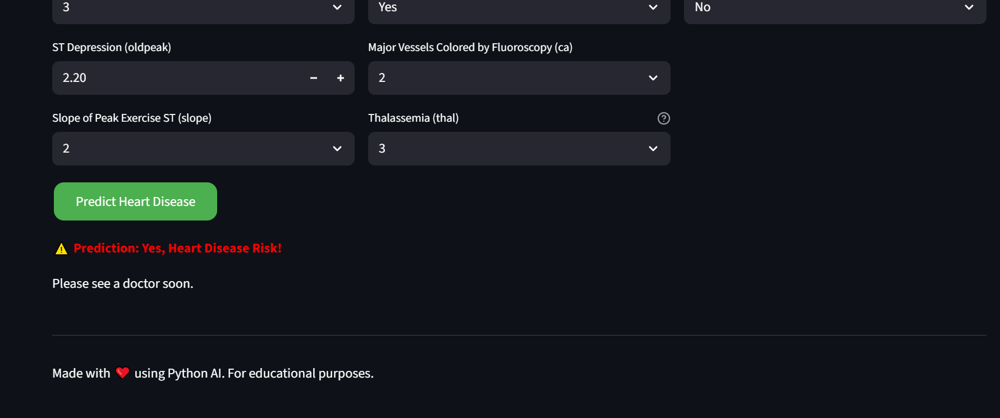 3
Yes
No
ST Depression (oldpeak)
Major Vessels Colored by Fluoroscopy (ca)
2.20
2
Slope of Peak Exercise ST (slope)
Thalassemia (thal)
2
3
Predict Heart Disease
⚠️ Prediction: Yes, Heart Disease Risk!
Please see a doctor soon.
Made with ❤️ using Python AI. For educational purposes.